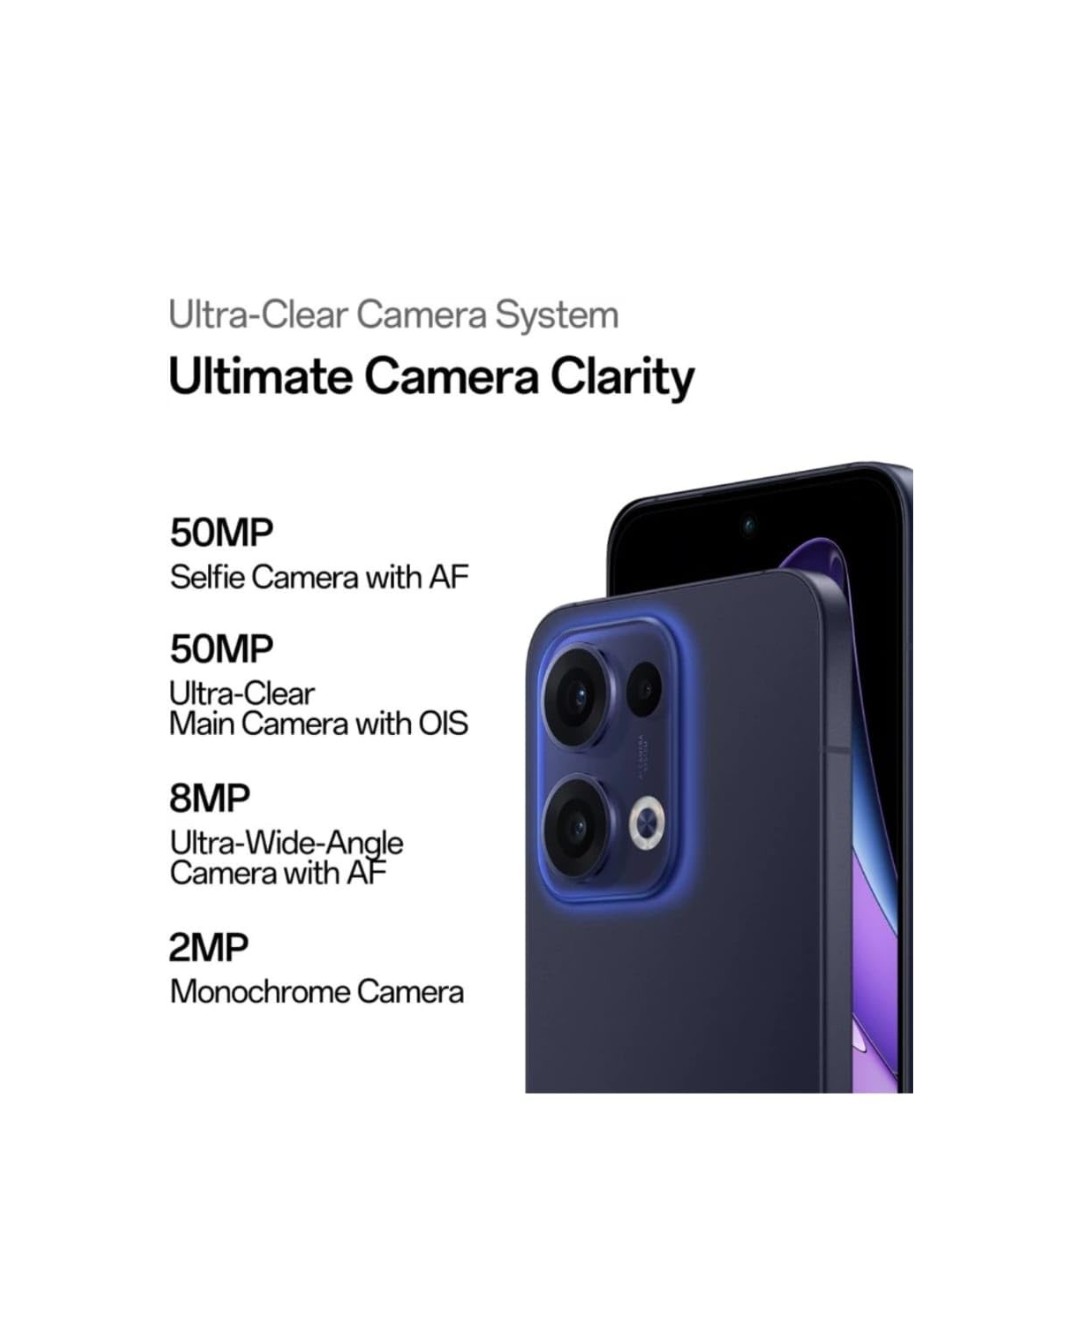 Ultra-Clear Camera System
Ultimate Camera Clarity
50MP
Selfie Camera with AF
50MP
Ultra-Clear
Main Camera with OIS
8MP
Ultra-Wide-Angle
Camera with AF
2MP
Monochrome Camera